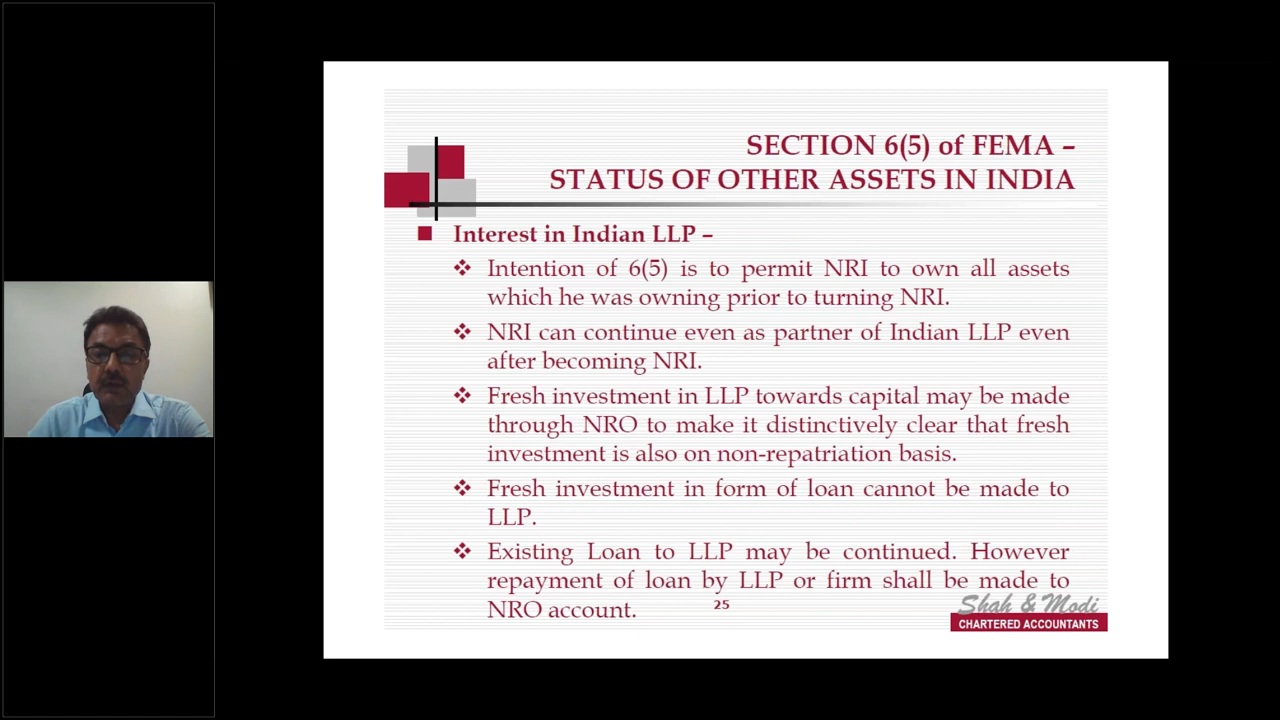 SECTION 6(5) of FEMA –
STATUS OF OTHER ASSETS IN INDIA
Interest in Indian LLP –
Intention of 6(5) is to permit NRI to own all assets
which he was owning prior to turning NRI.
NRI can continue even as partner of Indian LLP even
after becoming NRI.
Fresh investment in LLP towards capital may be made
through NRO to make it distinctively clear that fresh
investment is also on non-repatriation basis.
Fresh investment in form of loan cannot be made to
LLP.
Existing Loan to LLP may be continued. However
repayment of loan by LLP or firm shall be made to
NRO account.
25
Shah & Modi
CHARTERED ACCOUNTANTS